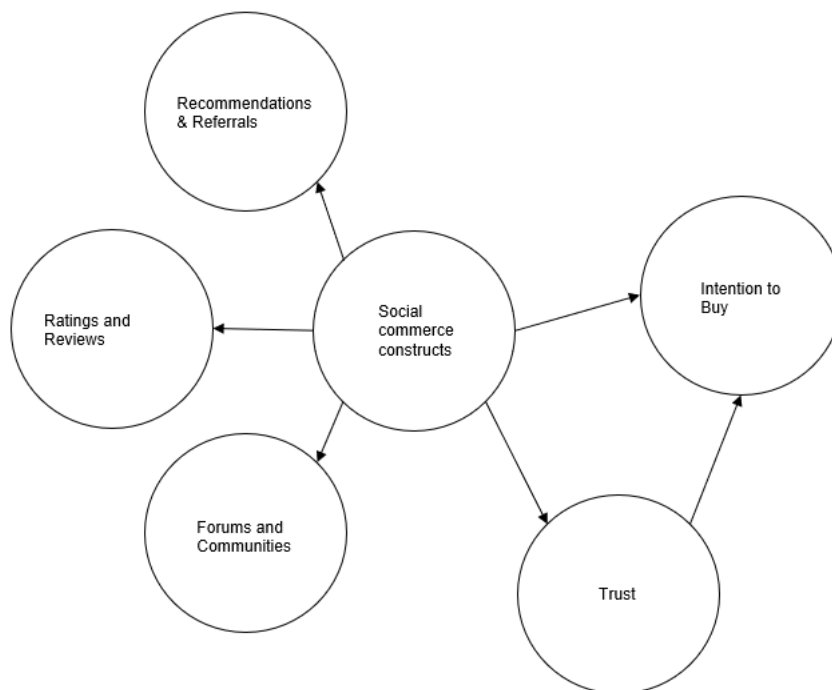 Recommendations
& Referrals
Ratings and
Reviews
Forums and
Communities
Social
commerce
constructs
Intention to
Buy
Trust